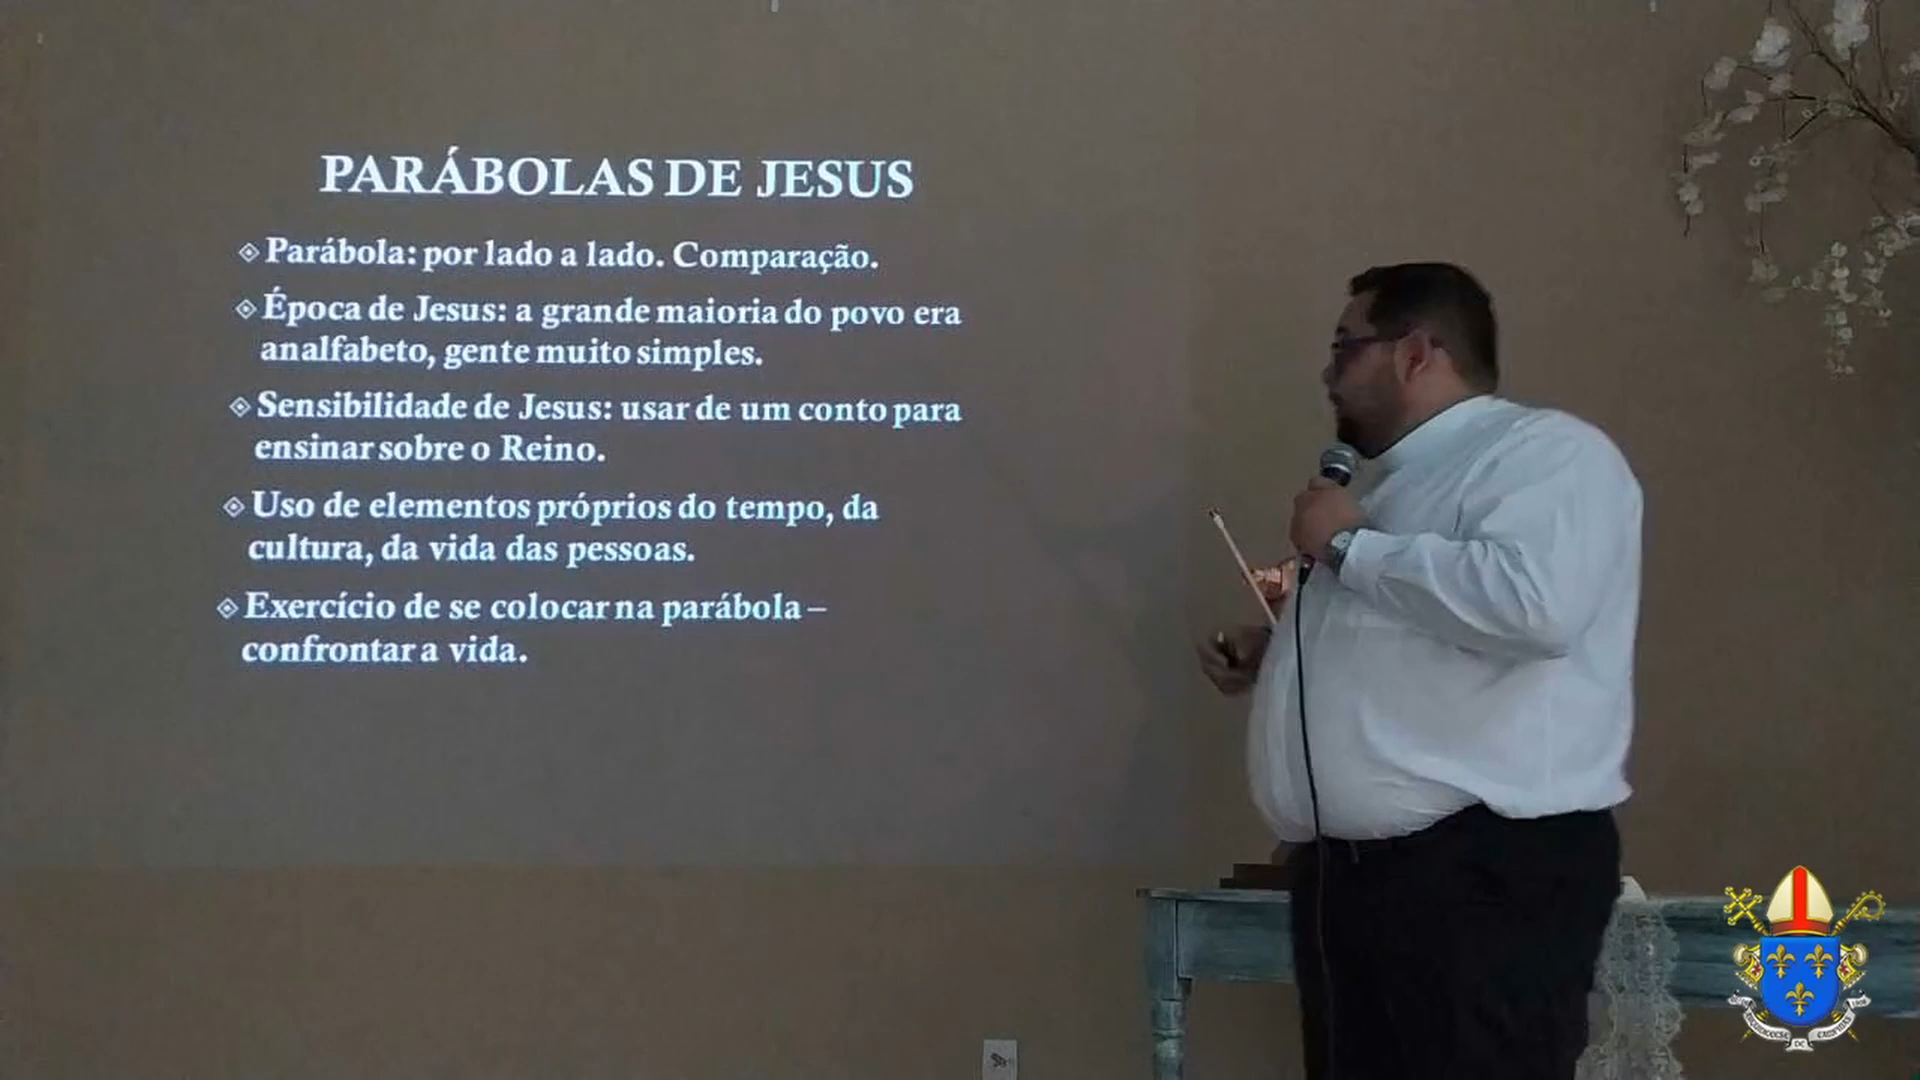 PARÁBOLAS DE JESUS
Parábola: por lado a lado. Comparação.
Época de Jesus: a grande maioria do povo era
analfabeto, gente muito simples.
Sensibilidade de Jesus: usar de um conto para
ensinar sobre o Reino.
Uso de elementos próprios do tempo, da
cultura, da vida das pessoas.
Exercício de se colocar na parábola –
confrontar a vida.